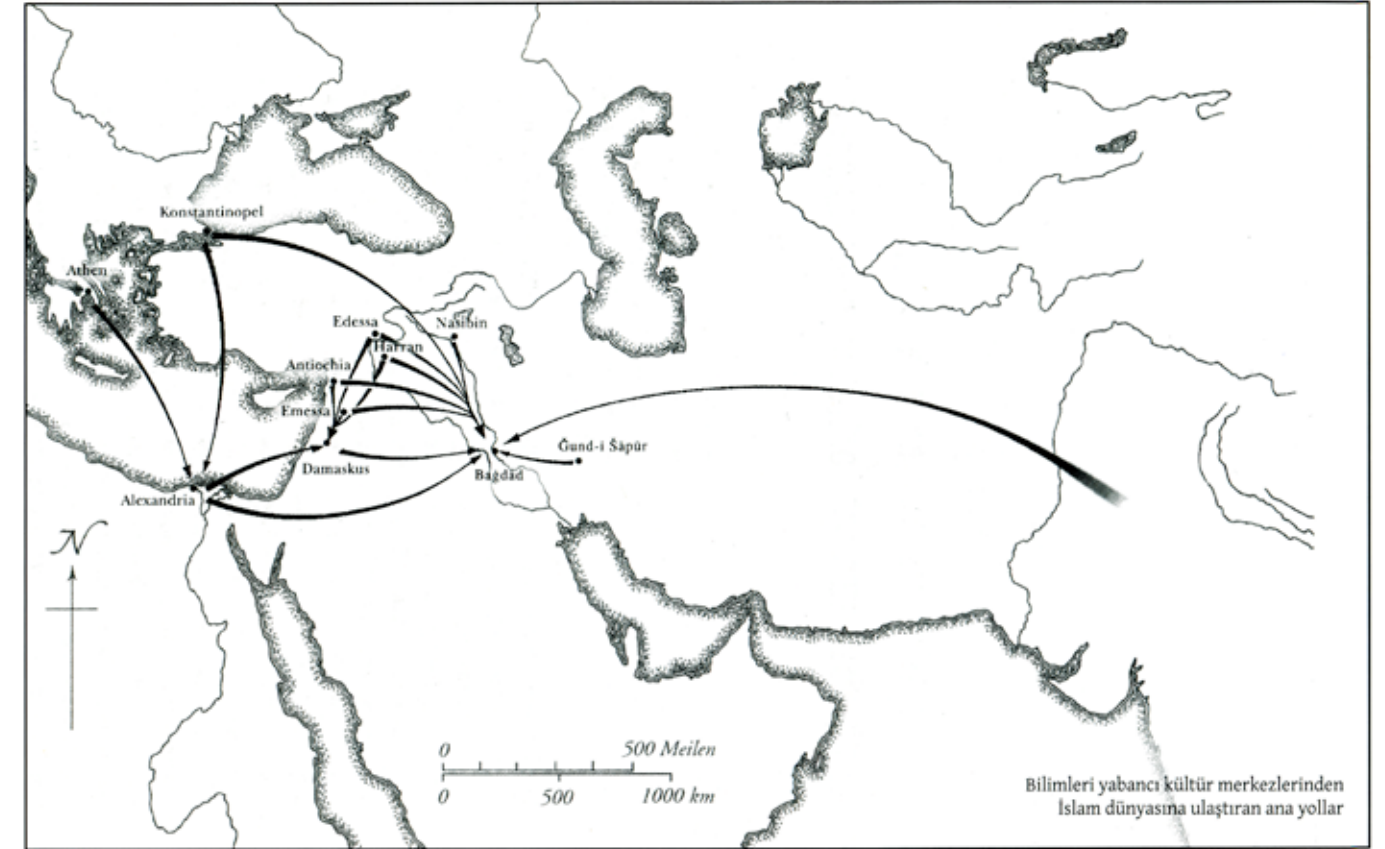 Konstantinopel
Athen
Edessa
Nasibin
Harran
Antiochia
Emessa
Damaskus
Ğund-i Šāpūr
Baġdād
Alexandria
N
0 500 Meilen
0 500 1000 km
Bilimleri yabancı kültür merkezlerinden
İslam dünyasına ulaştıran ana yollar